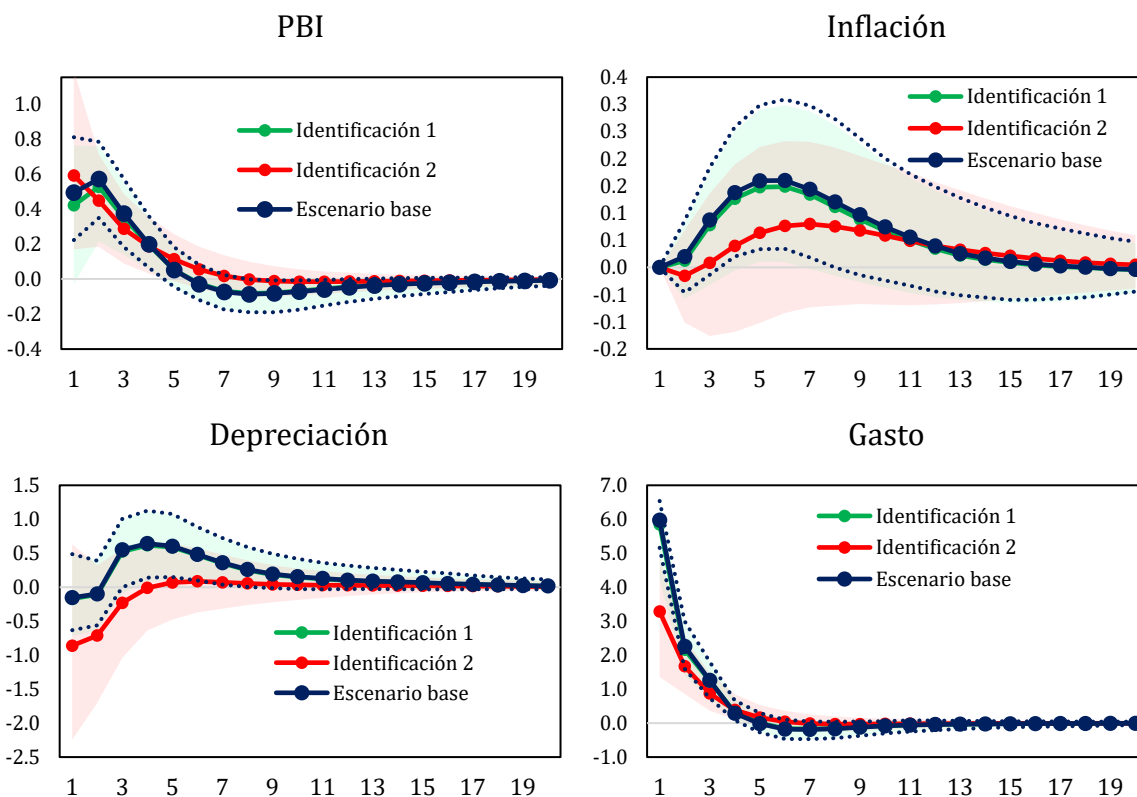 PBI
1.0
0.8
0.6
0.4
0.2
0.0
-0.2
-0.4
Identificación 1
Identificación 2
Escenario base
1 3 5 7 9 11 13 15 17 19
Inflación
0.4
0.3
0.3
0.2
0.2
0.1
0.1
0.0
-0.1
-0.1
-0.2
Identificación 1
Identificación 2
Escenario base
1 3 5 7 9 11 13 15 17 19
Depreciación
1.5
1.0
0.5
0.0
-0.5
-1.0
-1.5
-2.0
-2.5
Identificación 1
Identificación 2
Escenario base
1 3 5 7 9 11 13 15 17 19
Gasto
7.0
6.0
5.0
4.0
3.0
2.0
1.0
0.0
-1.0
Identificación 1
Identificación 2
Escenario base
1 3 5 7 9 11 13 15 17 19